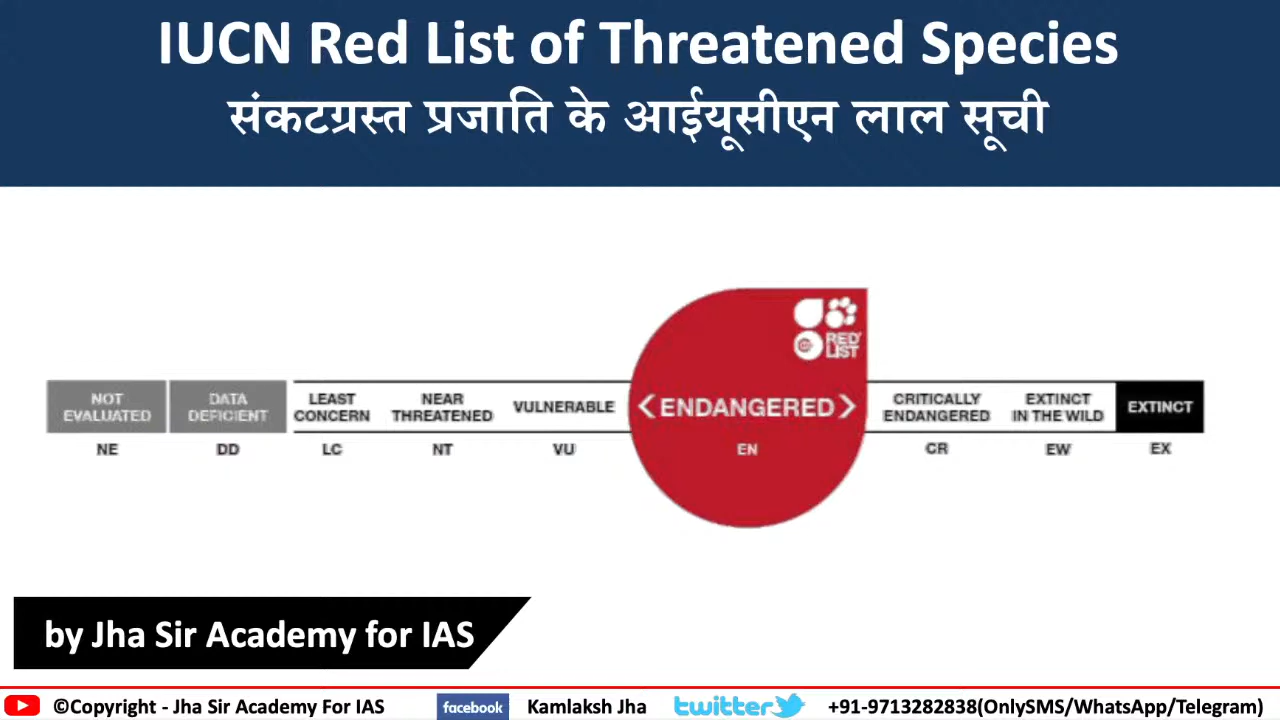 IUCN Red List of Threatened Species
संकटग्रस्त प्रजाति के आईयूसीएन लाल सूची
RED
LIST
NOT
EVALUATED
DATA
DEFICIENT
LEAST
CONCERN
NEAR
THREATENED
VULNERABLE
<ENDANGERED>
CRITICALLY
ENDANGERED
EXTINCT
IN THE WILD
EXTINCT
NE
DD
LC
NT
VU
EN
CR
EW
EX
by Jha Sir Academy for IAS
©Copyright - Jha Sir Academy For IAS
facebook
Kamlaksh Jha
twitter
+91-9713282838(OnlySMS/WhatsApp/Telegram)